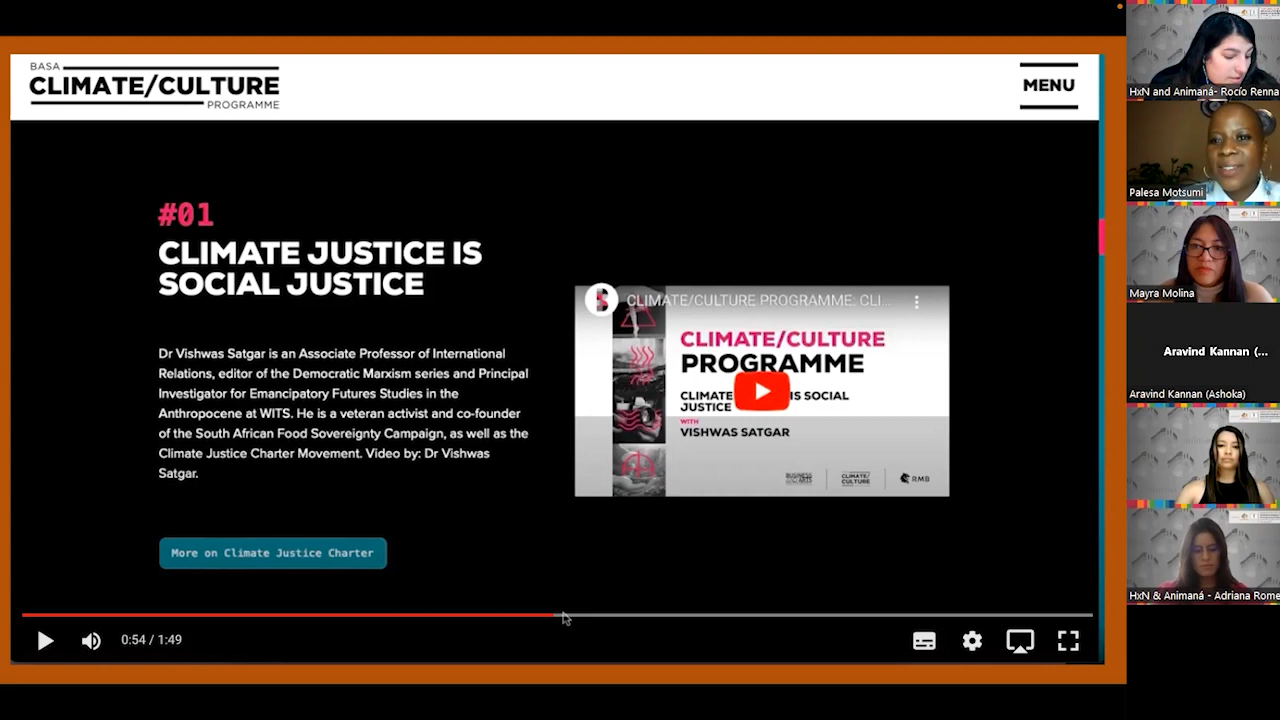 BASA
CLIMATE/CULTURE
PROGRAMME
MENU
#01
CLIMATE JUSTICE IS
SOCIAL JUSTICE
Dr Vishwas Satgar is an Associate Professor of International
Relations, editor of the Democratic Marxism series and Principal
Investigator for Emancipatory Futures Studies in the
Anthropocene at WITS. He is a veteran activist and co-founder
of the South African Food Sovereignty Campaign, as well as the
Climate Justice Charter Movement. Video by: Dr Vishwas
Satgar.
More on Climate Justice Charter
CLIMATE/CULTURE PROGRAMME: CLI...
CLIMATE/CULTURE
PROGRAMME
CLIMATE IS SOCIAL
JUSTICE
WITH
VISHWAS SATGAR
CLIMATE/
CULTURE
RMB
0:54 / 1:49
HxN and Animaná- Rocío Renna
Palesa Motsumi
Mayra Molina
Aravind Kannan (...
Aravind Kannan (Ashoka)
HxN & Animaná - Adriana Rome